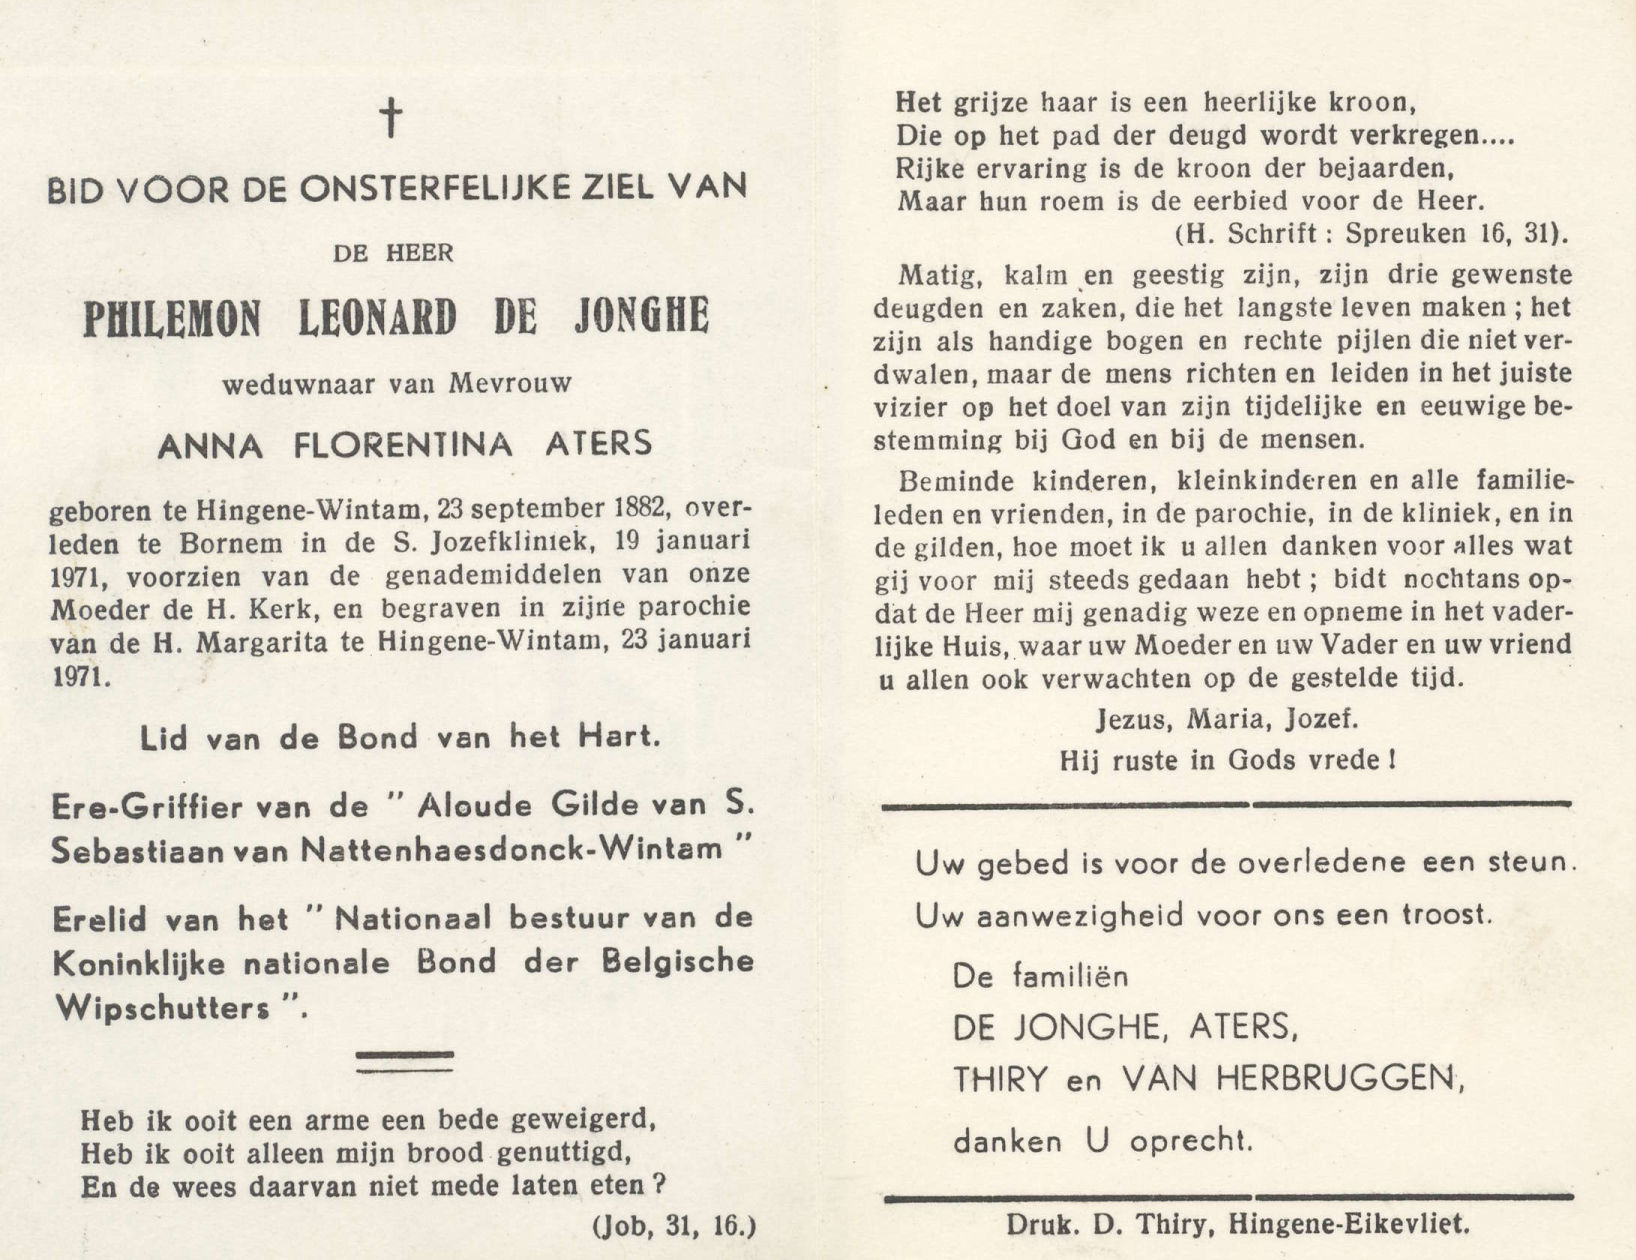 BID VOOR DE ONSTERFELIJKE ZIEL VAN
DE HEER
PHILEMON LEONARD DE JONGHE
weduwnaar van Mevrouw
ANNA FLORENTINA ATERS
geboren te Hingene-Wintam, 23 september 1882, over-
leden te Bornem in de S. Jozefkliniek, 19 januari
1971, voorzien van de genademiddelen van onze
Moeder de H. Kerk, en begraven in zijne parochie
van de H. Margarita te Hingene-Wintam, 23 januari
1971.
Lid van de Bond van het Hart.
Ere-Griffier van de " Aloude Gilde van S.
Sebastiaan van Nattenhaesdonck-Wintam "
Erelid van het " Nationaal bestuur van de
Koninklijke nationale Bond der Belgische
Wipschutters ".
Heb ik ooit een arme een bede geweigerd,
Heb ik ooit alleen mijn brood genuttigd,
En de wees daarvan niet mede laten eten ?
(Job, 31, 16.)
Het grijze haar is een heerlijke kroon,
Die op het pad der deugd wordt verkregen....
Rijke ervaring is de kroon der bejaarden,
Maar hun roem is de eerbied voor de Heer.
(H. Schrift : Spreuken 16, 31).
Matig, kalm en geestig zijn, zijn drie gewenste
deugden en zaken, die het langste leven maken ; het
zijn als handige bogen en rechte pijlen die niet ver-
dwalen, maar de mens richten en leiden in het juiste
vizier op het doel van zijn tijdelijke en eeuwige be-
stemming bij God en bij de mensen.
Beminde kinderen, kleinkinderen en alle familie-
leden en vrienden, in de parochie, in de kliniek, en in
de gilden, hoe moet ik u allen danken voor alles wat
gij voor mij steeds gedaan hebt ; bidt nochtans op-
dat de Heer mij genadig weze en opneme in het vader-
lijke Huis, waar uw Moeder en uw Vader en uw vriend
u allen ook verwachten op de gestelde tijd.
Jezus, Maria, Jozef.
Hij ruste in Gods vrede !
Uw gebed is voor de overledene een steun.
Uw aanwezigheid voor ons een troost.
De familiën
DE JONGHE, ATERS,
THIRY en VAN HERBRUGGEN,
danken U oprecht.
Druk. D. Thiry, Hingene-Eikevliet.